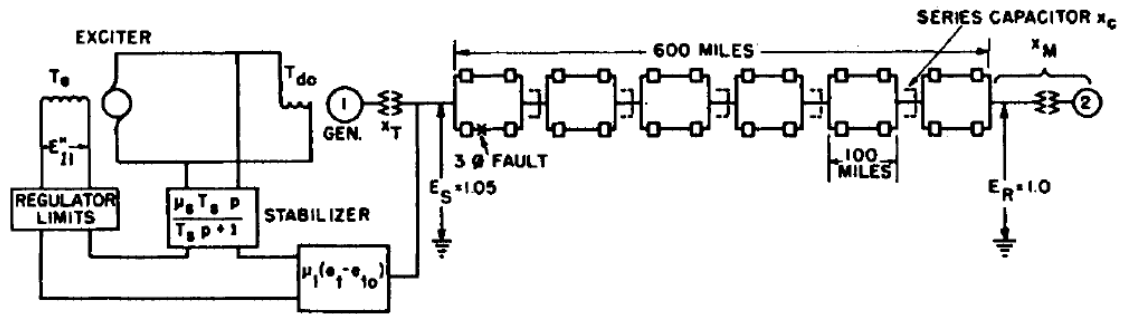 SERIES CAPACITOR x_c
600 MILES
x_M
EXCITER
T_e
T_do
1
GEN.
x_T
2
E"_11
3 Ø FAULT
100 MILES
E_S=1.05
E_R=1.0
REGULATOR LIMITS
μ_s T_s p
T_s p + 1
STABILIZER
μ_1(e_t-e_to)